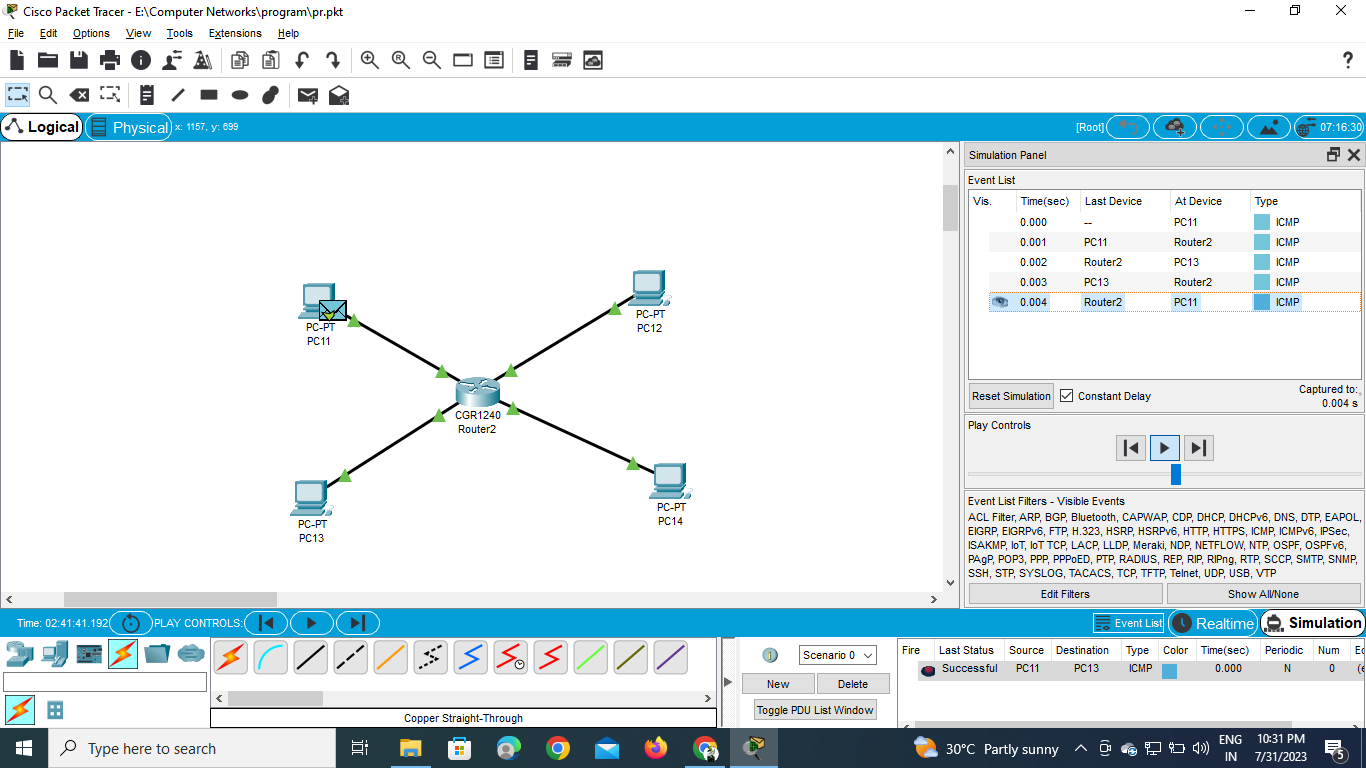 Cisco Packet Tracer - E:\Computer Networks\program\pr.pkt
File Edit Options View Tools Extensions Help
?
Logical Physical x: 1157, y: 699 [Root] 07:16:30
Simulation Panel
Event List
Vis. Time(sec) Last Device At Device Type
0.000 -- PC11 ICMP
0.001 PC11 Router2 ICMP
0.002 Router2 PC13 ICMP
0.003 PC13 Router2 ICMP
0.004 Router2 PC11 ICMP
Reset Simulation Constant Delay Captured to:
0.004 s
Play Controls
Event List Filters - Visible Events
ACL Filter, ARP, BGP, Bluetooth, CAPWAP, CDP, DHCP, DHCPv6, DNS, DTP, EAPOL,
EIGRP, EIGRPv6, FTP, H.323, HSRP, HSRPv6, HTTP, HTTPS, ICMP, ICMPv6, IPSec,
ISAKMP, IoT, IoT TCP, LACP, LLDP, Meraki, NDP, NETFLOW, NTP, OSPF, OSPFv6,
PAgP, POP3, PPP, PPPoED, PTP, RADIUS, REP, RIP, RIPng, RTP, SCCP, SMTP, SNMP,
SSH, STP, SYSLOG, TACACS, TCP, TFTP, Telnet, UDP, USB, VTP
Edit Filters Show All/None
PC-PT
PC11
PC-PT
PC12
CGR1240
Router2
PC-PT
PC13
PC-PT
PC14
Time: 02:41:41.192 PLAY CONTROLS: Event List Realtime Simulation
Copper Straight-Through
Scenario 0
New Delete
Toggle PDU List Window
Fire Last Status Source Destination Type Color Time(sec) Periodic Num Ec
Successful PC11 PC13 ICMP 0.000 N 0 (e
Type here to search
30°C Partly sunny
ENG
IN
10:31 PM
7/31/2023
5